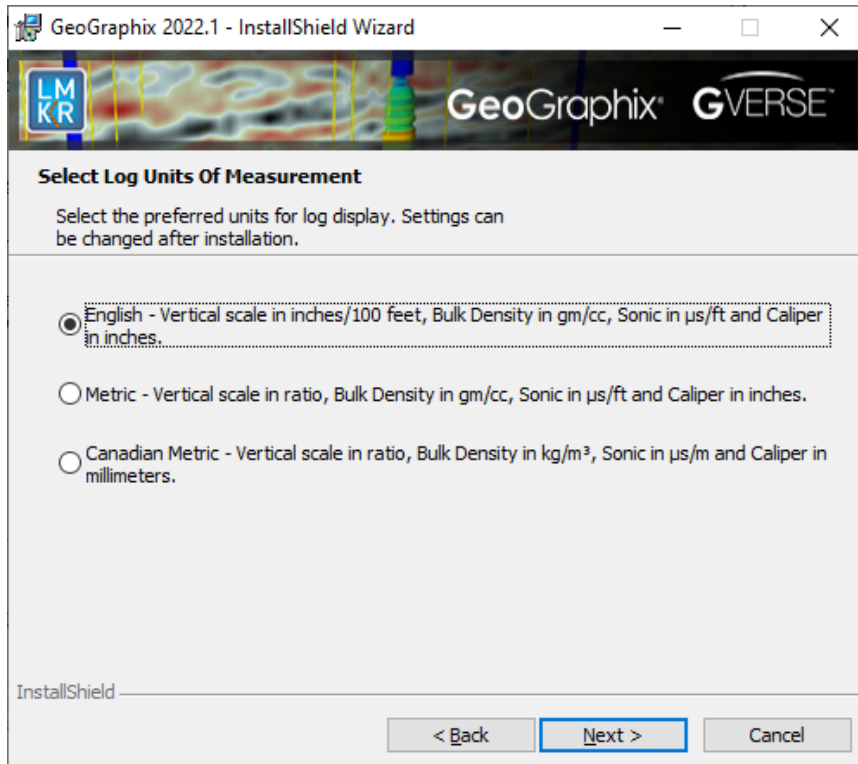 GeoGraphix 2022.1 - InstallShield Wizard
LM
KR
GeoGraphix® GVERSE™
Select Log Units Of Measurement
Select the preferred units for log display. Settings can
be changed after installation.
English - Vertical scale in inches/100 feet, Bulk Density in gm/cc, Sonic in µs/ft and Caliper
in inches.
Metric - Vertical scale in ratio, Bulk Density in gm/cc, Sonic in µs/ft and Caliper in inches.
Canadian Metric - Vertical scale in ratio, Bulk Density in kg/m³, Sonic in µs/m and Caliper in
millimeters.
InstallShield
< Back Next > Cancel